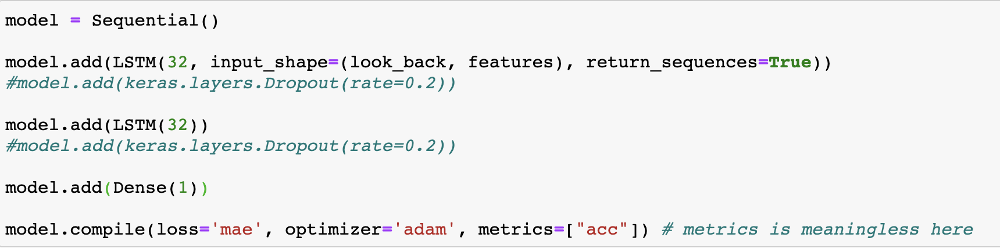 model = Sequential()
model.add(LSTM(32, input_shape=(look_back, features), return_sequences=True))
#model.add(keras.layers.Dropout(rate=0.2))
model.add(LSTM(32))
#model.add(keras.layers.Dropout(rate=0.2))
model.add(Dense(1))
model.compile(loss='mae', optimizer='adam', metrics=["acc"]) # metrics is meaningless here